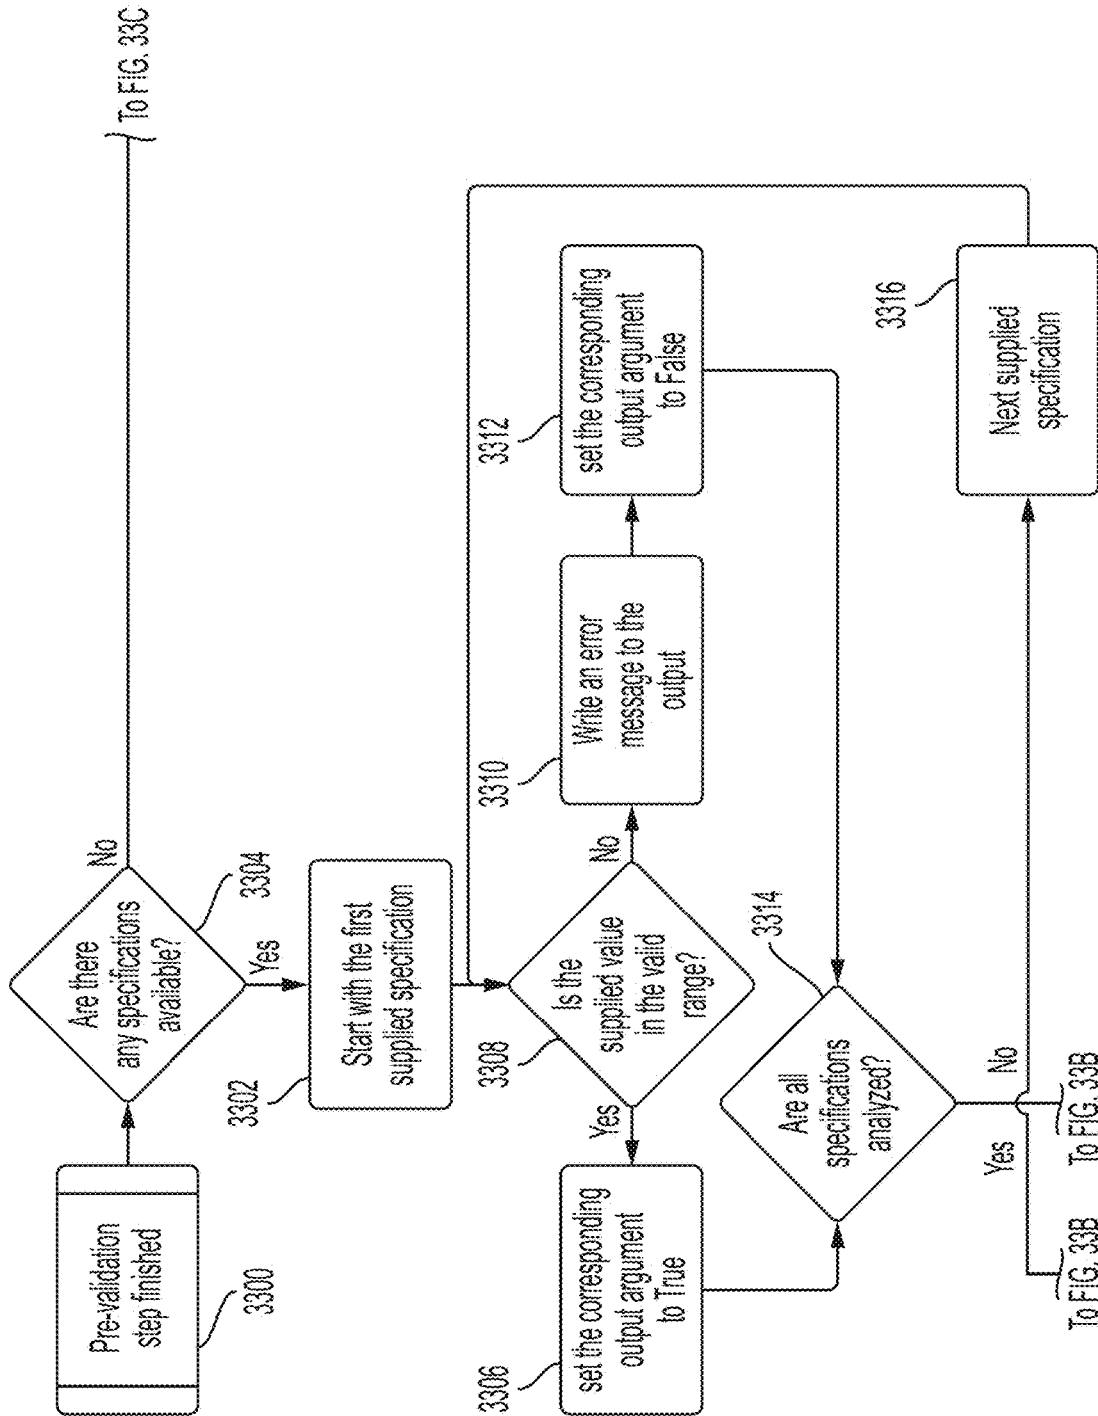 Pre-validation
step finished
3300
Are there
any specifications
available?
3304
No
To FIG. 33C
Yes
3302
Start with the first
supplied specification
3308
Is the
supplied value
in the valid
range?
No
3310
Write an error
message to the
output
3312
set the corresponding
output argument
to False
Yes
3306
set the corresponding
output argument
to True
3314
Are all
specifications
analyzed?
No
3316
Next supplied
specification
Yes
To FIG. 33B
To FIG. 33B